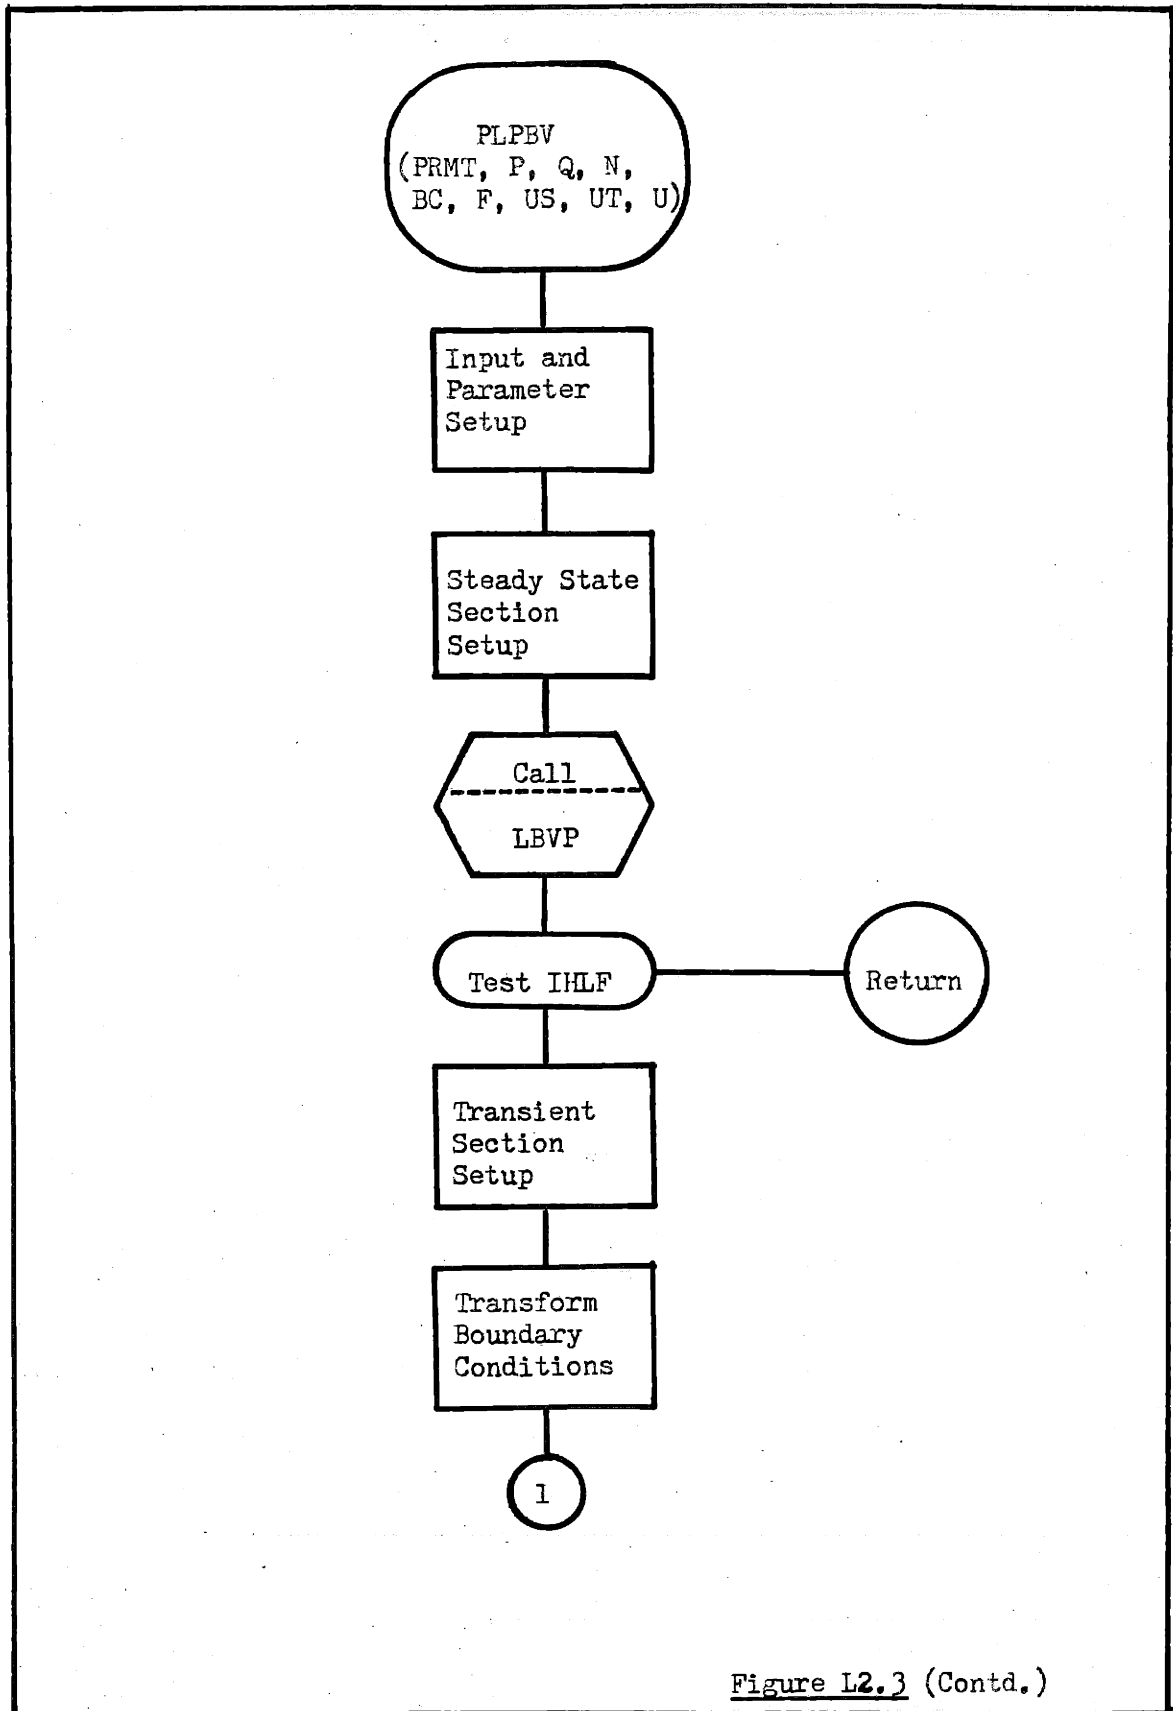 PLPBV
(PRMT, P, Q, N,
BC, F, US, UT, U)
Input and
Parameter
Setup
Steady State
Section
Setup
Call
LBVP
Test IHLF
Return
Transient
Section
Setup
Transform
Boundary
Conditions
1
Figure L2.3 (Contd.)